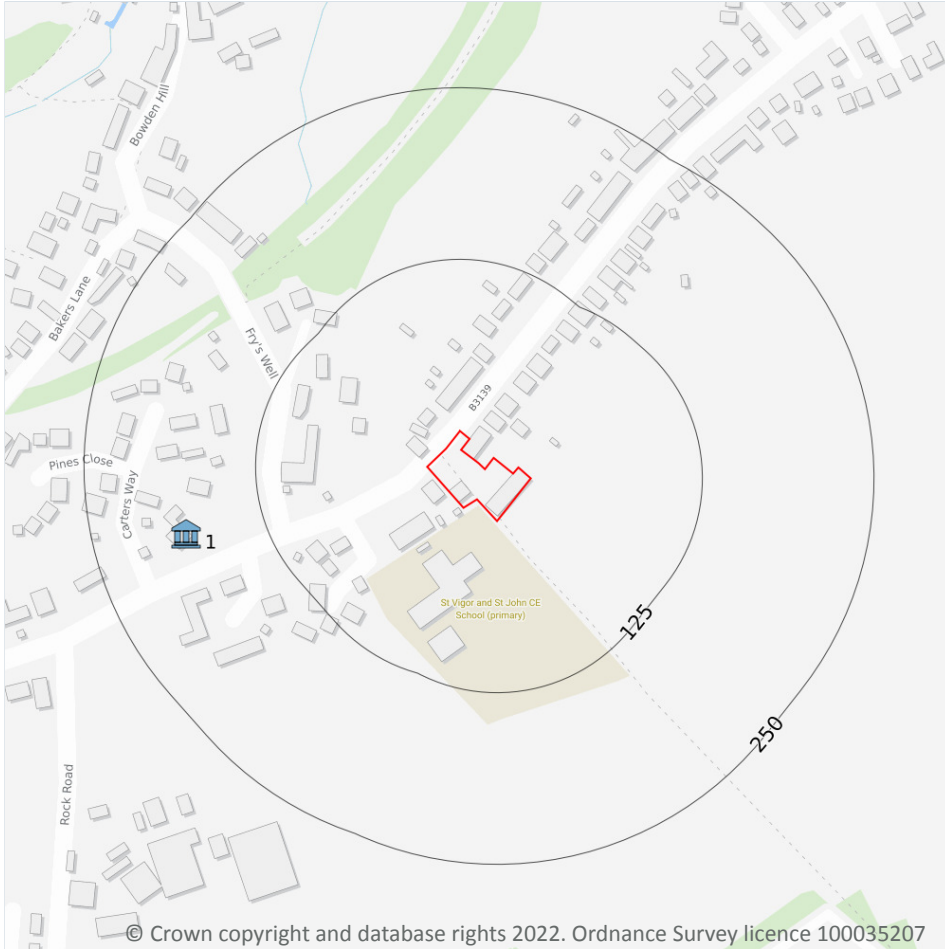 Bowden Hill
Bakers Lane
Fry's Well
B3139
Pines Close
Carters Way
1
St Vigor and St John CE
School (primary)
125
250
Rock Road
© Crown copyright and database rights 2022. Ordnance Survey licence 100035207